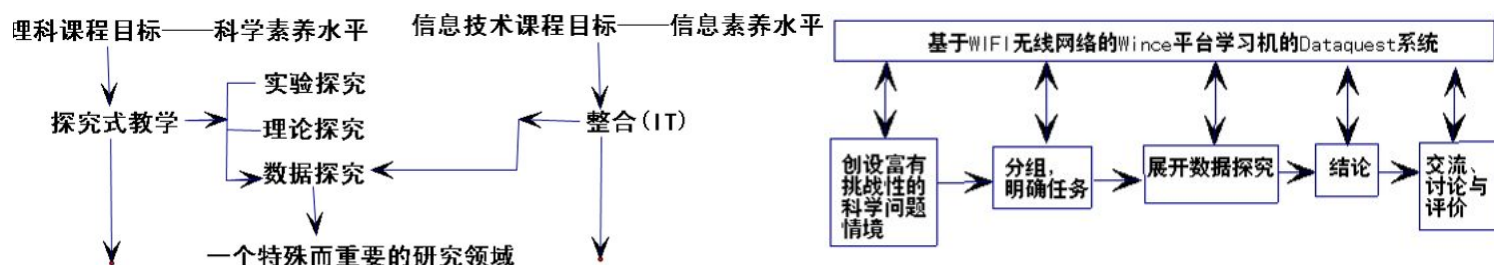 理科课程目标——科学素养水平
信息技术课程目标——信息素养水平
实验探究
探究式教学
理论探究
整合(IT)
数据探究
一个特殊而重要的研究领域
基于WIFI无线网络的Wince平台学习机的Dataquest系统
创设富有
挑战性的
科学问题
情境
分组，
明确任务
展开数据探究
结论
交流、
讨论与
评价